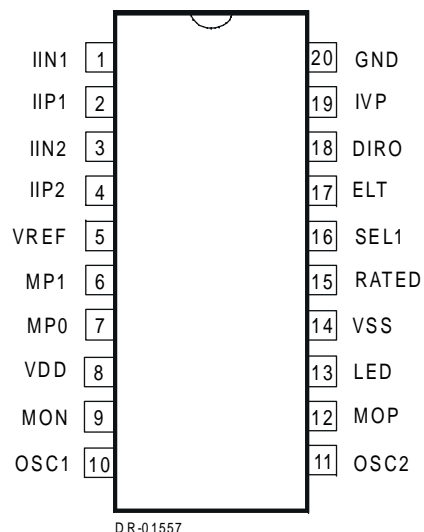 IIN1 1 20 GND
IIP1 2 19 IVP
IIN2 3 18 DIRO
IIP2 4 17 ELT
VREF 5 16 SEL1
MP1 6 15 RATED
MP0 7 14 VSS
VDD 8 13 LED
MON 9 12 MOP
OSC1 10 11 OSC2
DR-01557